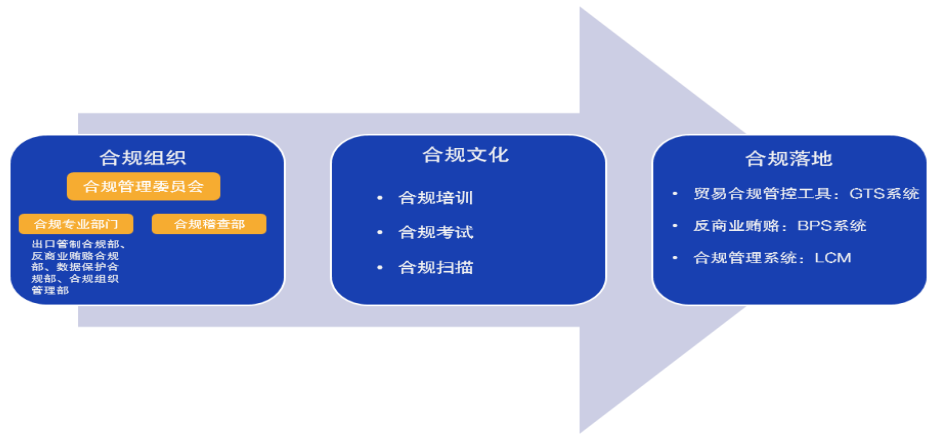 合规组织
合规管理委员会
合规专业部门
合规稽查部
出口管制合规部、
反商业贿赂合规
部、数据保护合
规部、合规组织
管理部
合规文化
• 合规培训
• 合规考试
• 合规扫描
合规落地
• 贸易合规管控工具：GTS系统
• 反商业贿赂：BPS系统
• 合规管理系统：LCM